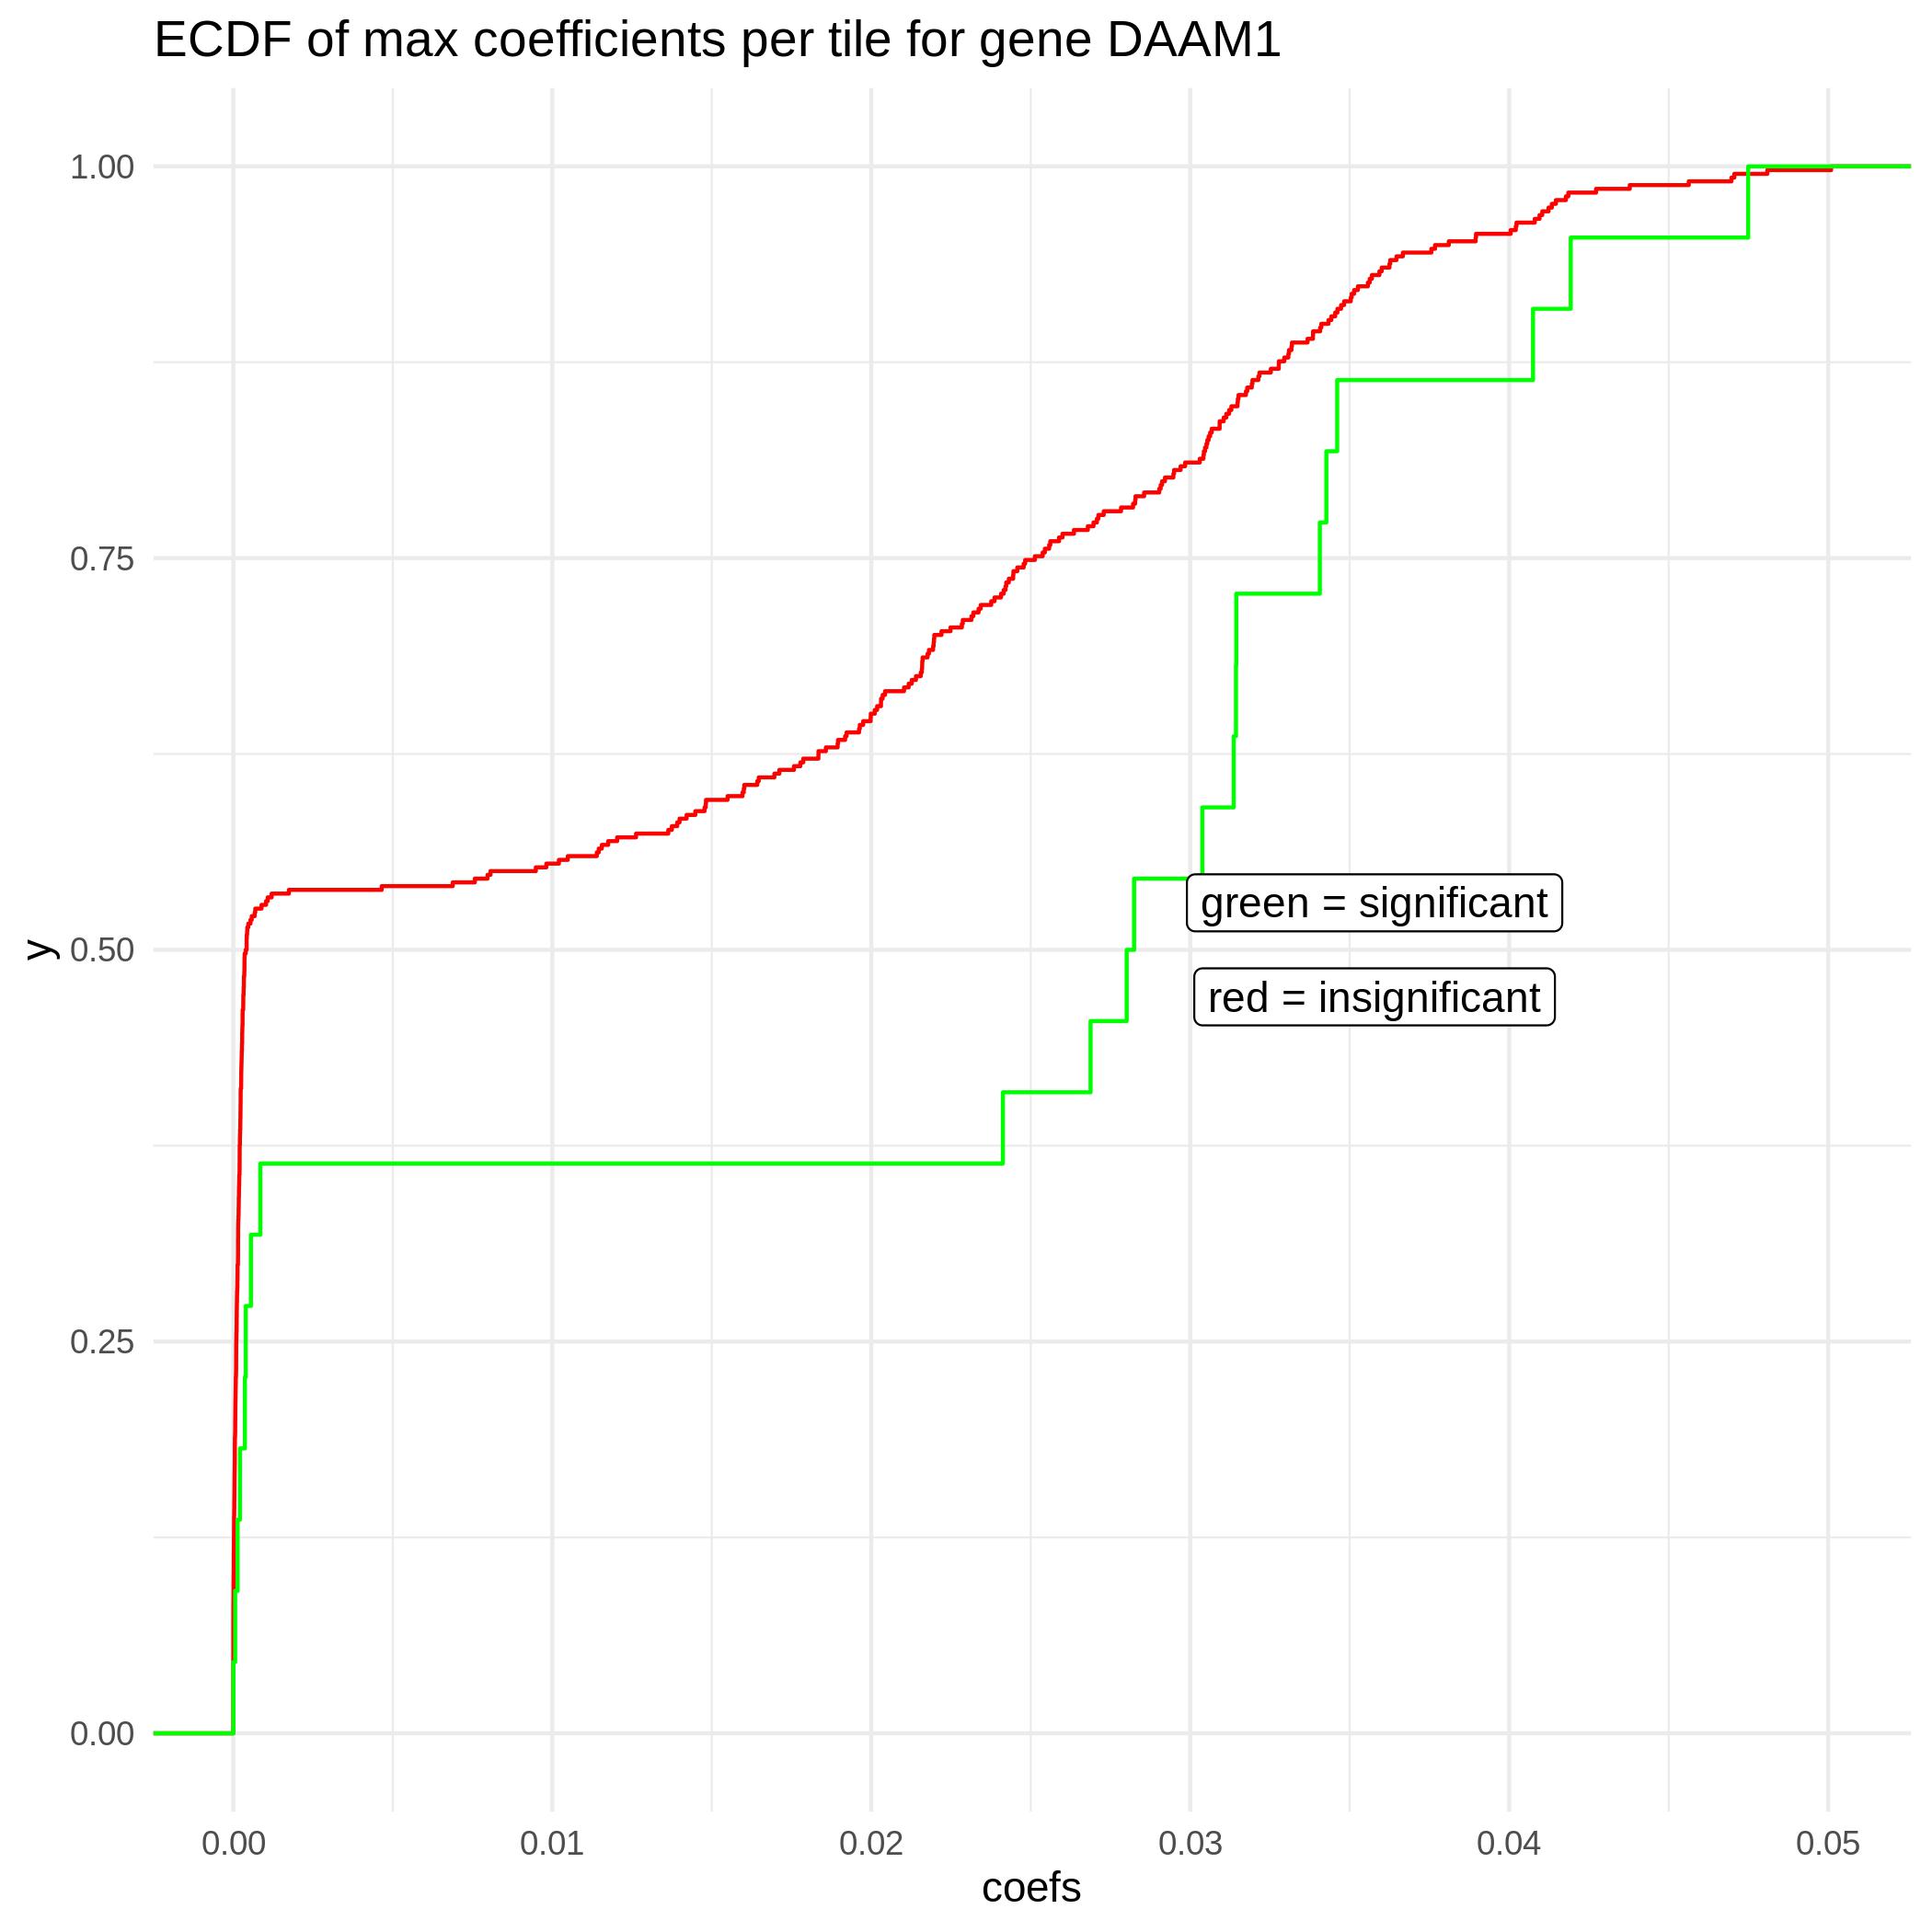 ECDF of max coefficients per tile for gene DAAM1
1.00
0.75
0.50
0.25
0.00
y
green = significant
red = insignificant
0.00 0.01 0.02 0.03 0.04 0.05
coefs